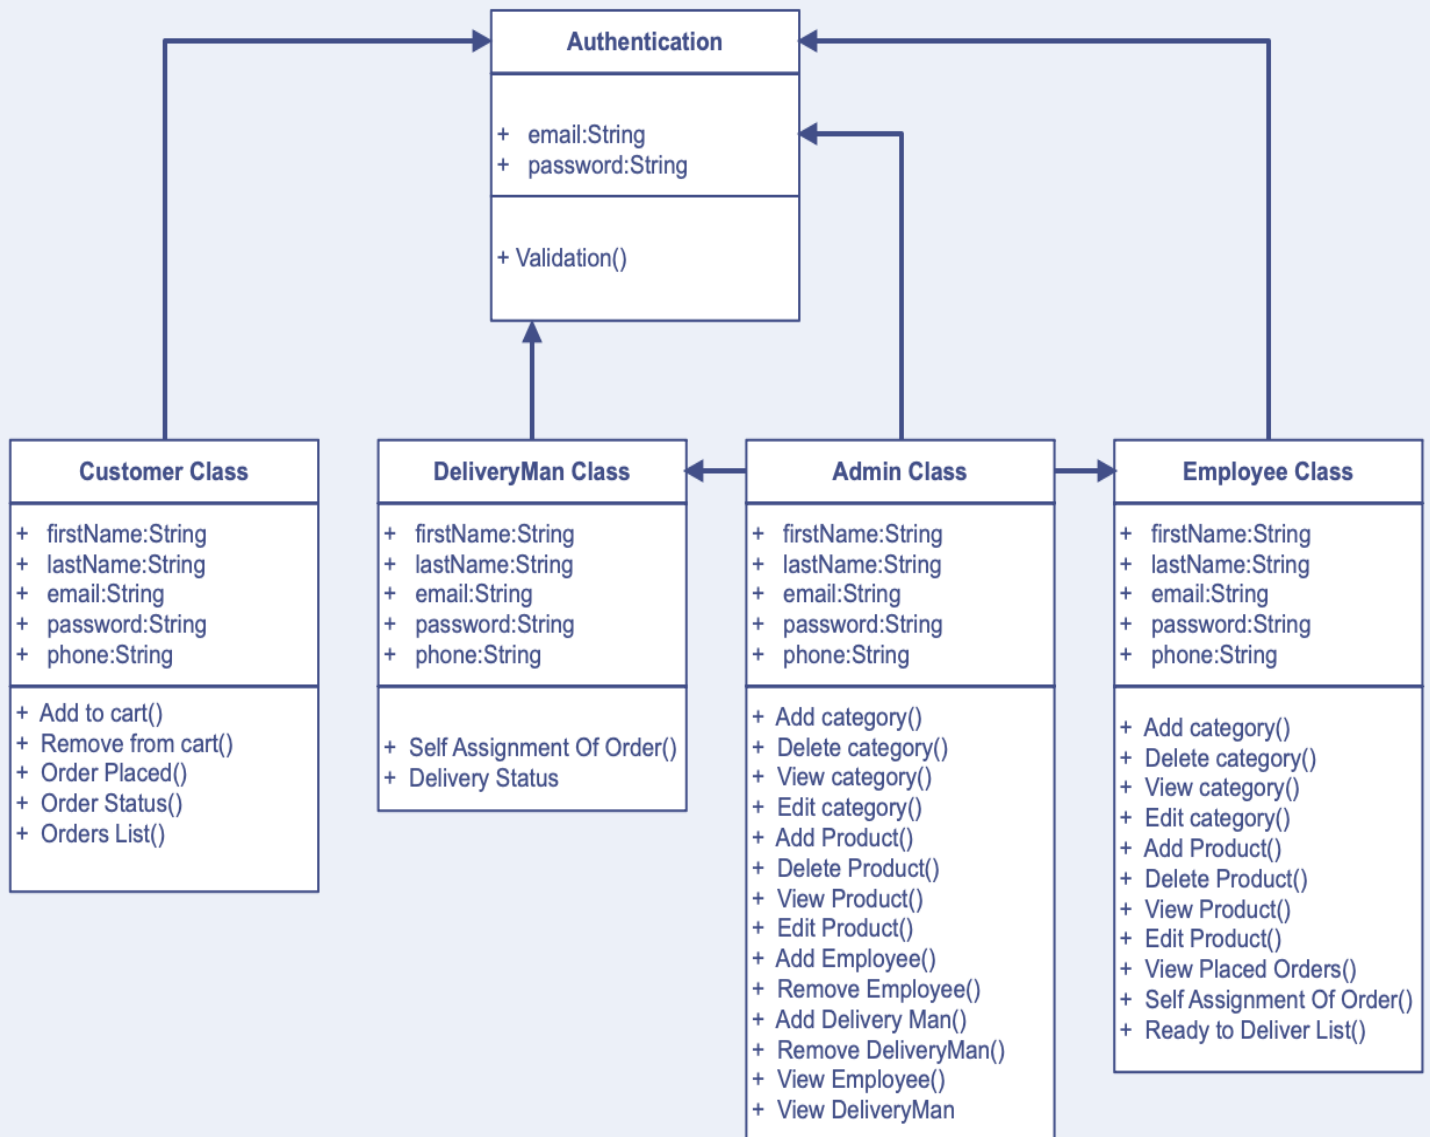 Authentication
+ email:String
+ password:String
+ Validation()
Customer Class
+ firstName:String
+ lastName:String
+ email:String
+ password:String
+ phone:String
+ Add to cart()
+ Remove from cart()
+ Order Placed()
+ Order Status()
+ Orders List()
DeliveryMan Class
+ firstName:String
+ lastName:String
+ email:String
+ password:String
+ phone:String
+ Self Assignment Of Order()
+ Delivery Status
Admin Class
+ firstName:String
+ lastName:String
+ email:String
+ password:String
+ phone:String
+ Add category()
+ Delete category()
+ View category()
+ Edit category()
+ Add Product()
+ Delete Product()
+ View Product()
+ Edit Product()
+ Add Employee()
+ Remove Employee()
+ Add Delivery Man()
+ Remove DeliveryMan()
+ View Employee()
+ View DeliveryMan
Employee Class
+ firstName:String
+ lastName:String
+ email:String
+ password:String
+ phone:String
+ Add category()
+ Delete category()
+ View category()
+ Edit category()
+ Add Product()
+ Delete Product()
+ View Product()
+ Edit Product()
+ View Placed Orders()
+ Self Assignment Of Order()
+ Ready to Deliver List()